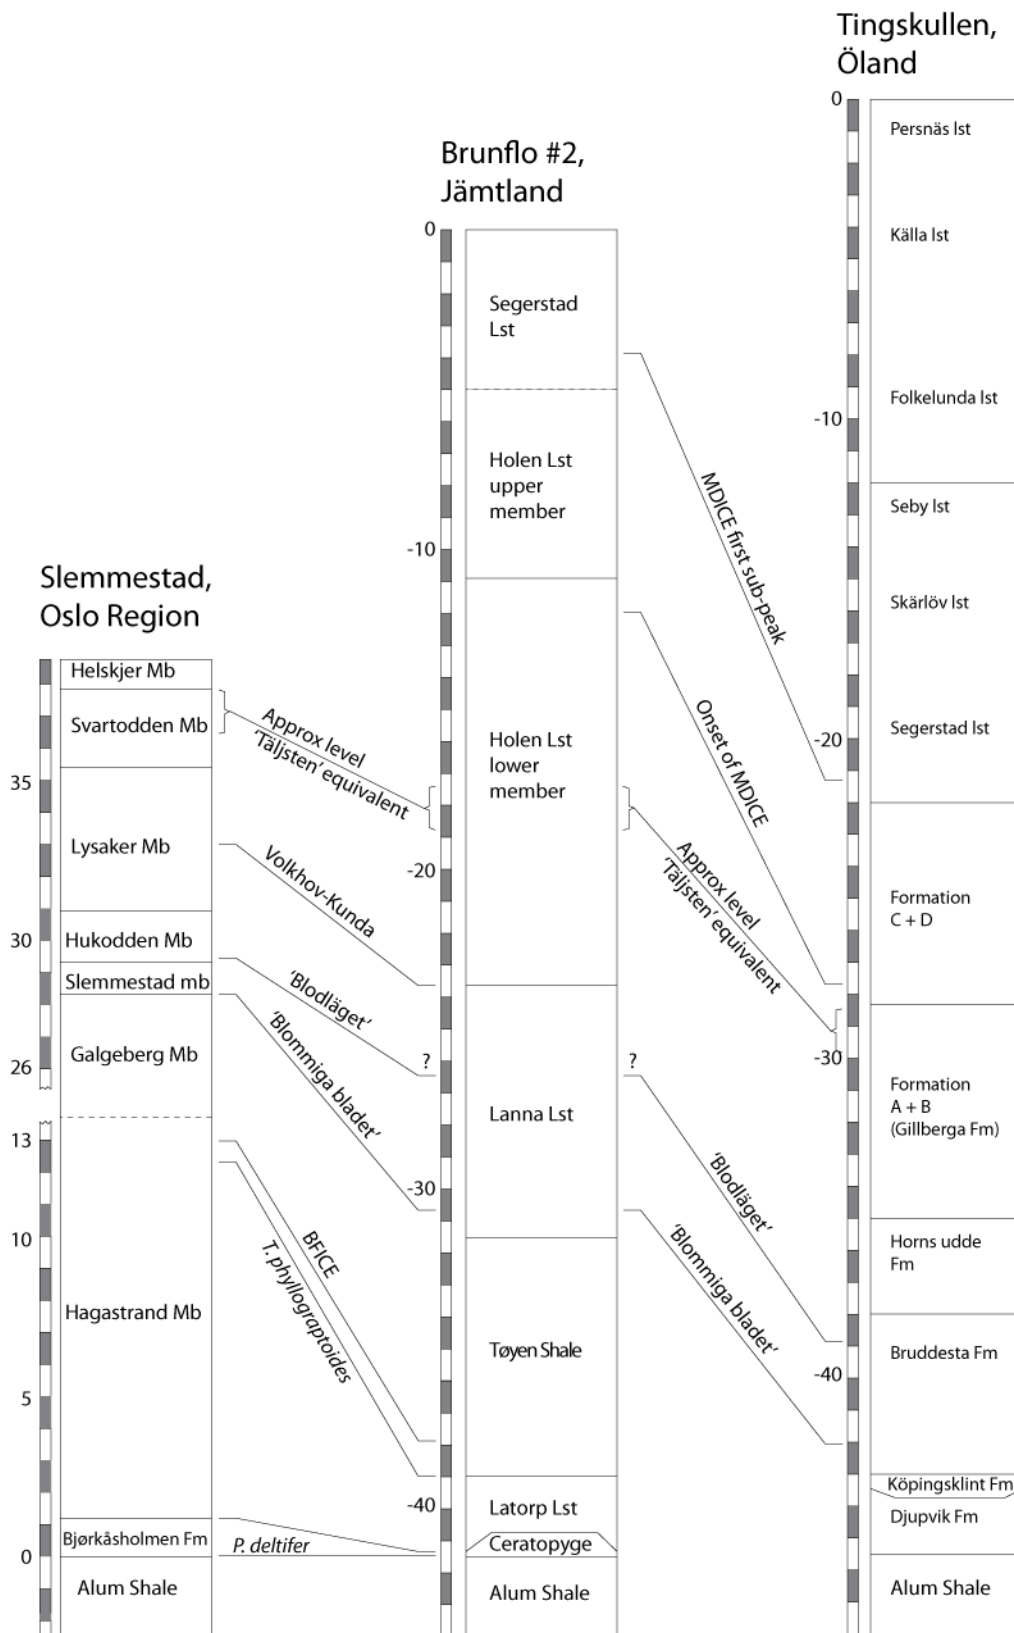 Tingskullen,
Öland
0
Persnäs lst
Källa lst
Folkelunda lst
-10
Seby lst
Skärlöv lst
Segerstad lst
-20
Formation
C + D
-30
Formation
A + B
(Gillberga Fm)
Horns udde
Fm
-40
Bruddesta Fm
Köpingsklint Fm
Djupvik Fm
Alum Shale
Brunflo #2,
Jämtland
0
Segerstad
Lst
Holen Lst
upper
member
-10
Holen Lst
lower
member
-20
Lanna Lst
-30
Tøyen Shale
-40
Latorp Lst
Ceratopyge
Alum Shale
MDICE first sub-peak
Onset of MDICE
Approx level
'Täljsten' equivalent
?
'Blodläget'
'Blommiga bladet'
Slemmestad,
Oslo Region
Helskjer Mb
Svartodden Mb
35
Lysaker Mb
30
Hukodden Mb
Slemmestad mb
Galgeberg Mb
26
13
10
Hagastrand Mb
5
Bjørkåsholmen Fm
0
Alum Shale
Approx level
'Täljsten' equivalent
Volkhov-Kunda
'Blodläget'
?
'Blommiga bladet'
BFICE
T. phyllograptoides
P. deltifer